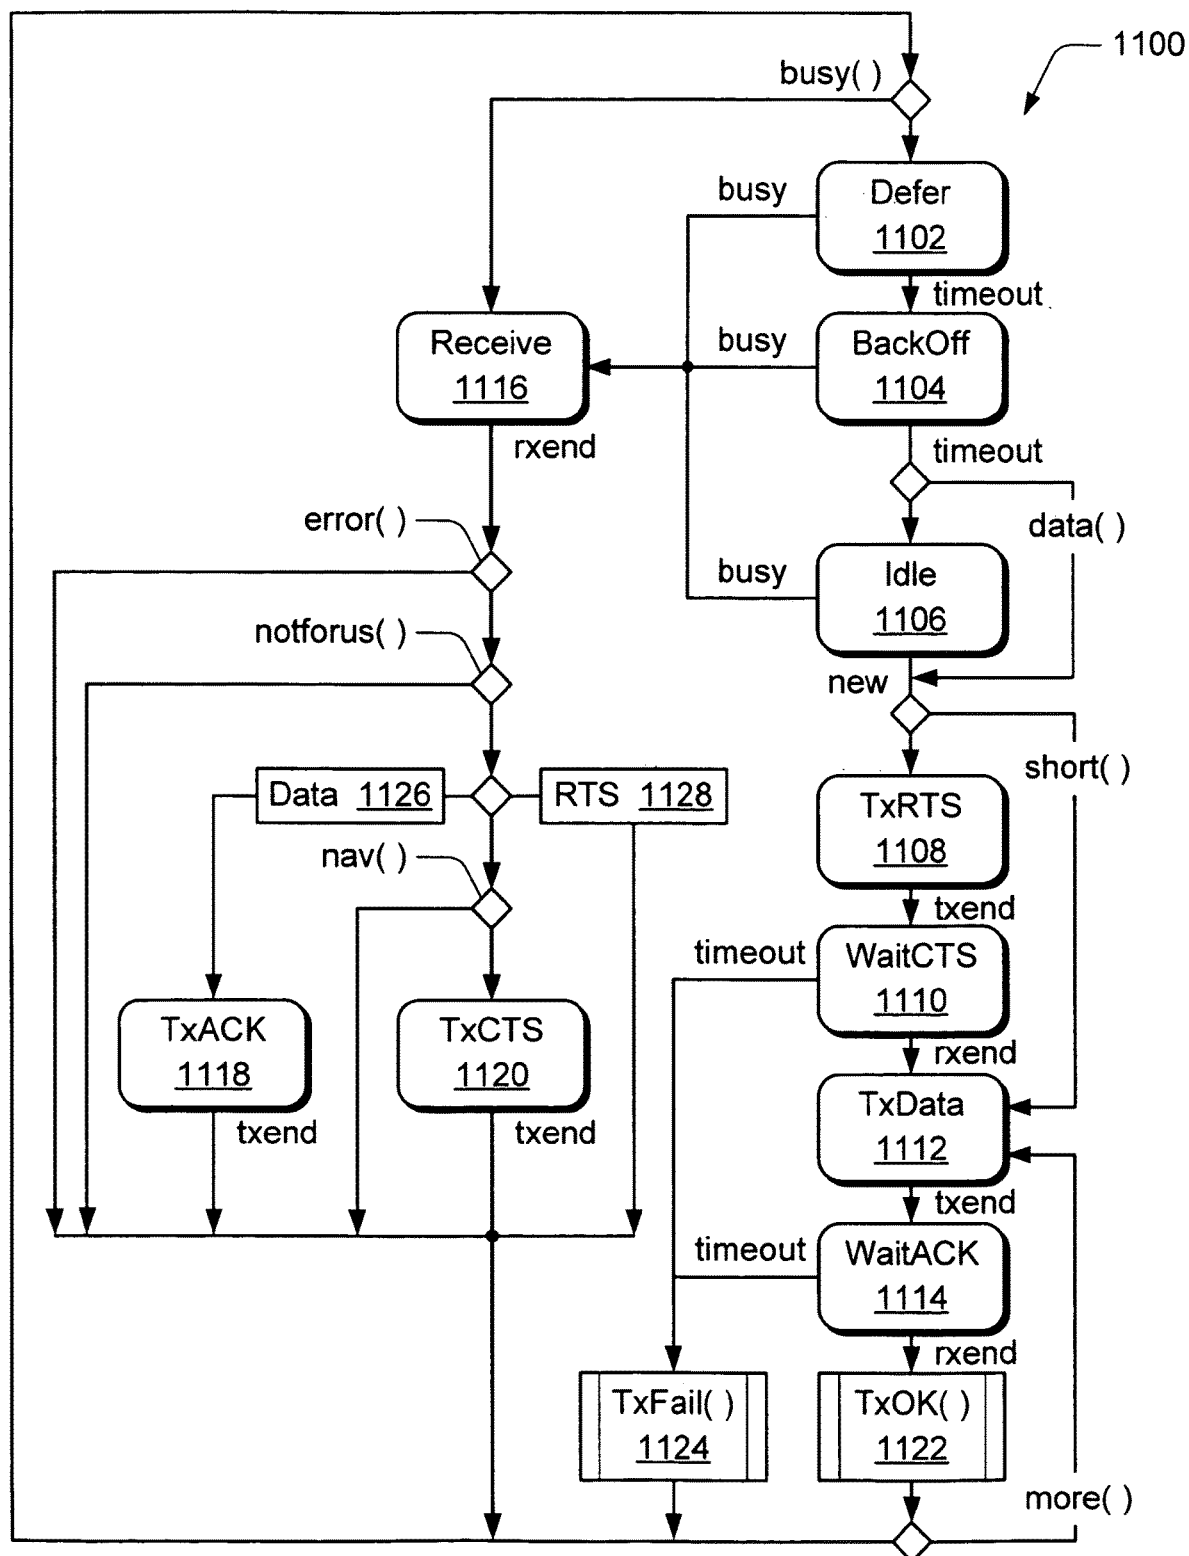 1100
busy( )
Defer
1102
busy
timeout
Receive
1116
busy
BackOff
1104
rxend
timeout
error( )
data( )
busy
Idle
1106
notforus( )
new
short( )
Data 1126
RTS 1128
TxRTS
1108
nav( )
txend
timeout
WaitCTS
1110
TxACK
1118
TxCTS
1120
rxend
TxData
1112
txend
txend
txend
timeout
WaitACK
1114
rxend
TxFail( )
1124
TxOK( )
1122
more( )